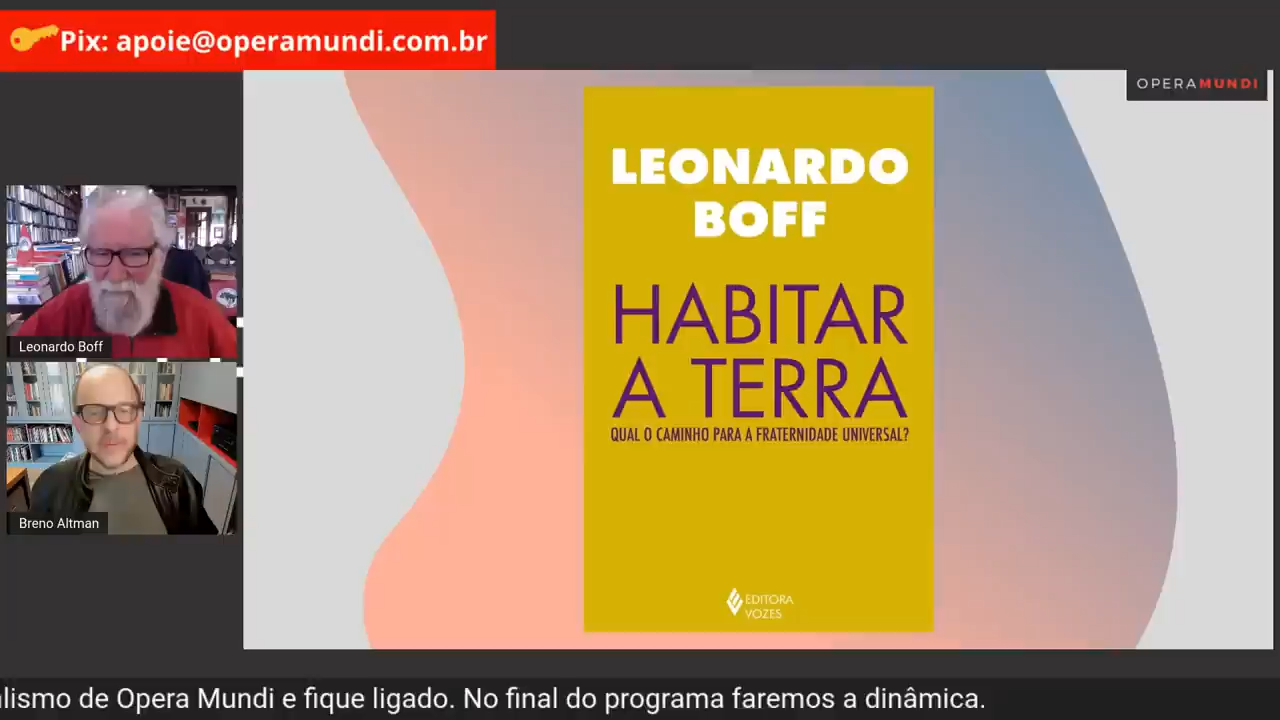 Pix: apoie@operamundi.com.br
OPERAMUNDI
LEONARDO
BOFF
HABITAR
A TERRA
QUAL O CAMINHO PARA A FRATERNIDADE UNIVERSAL?
EDITORA
VOZES
Leonardo Boff
Breno Altman
de Opera Mundi e fique ligado. No final do programa faremos a dinâmica.